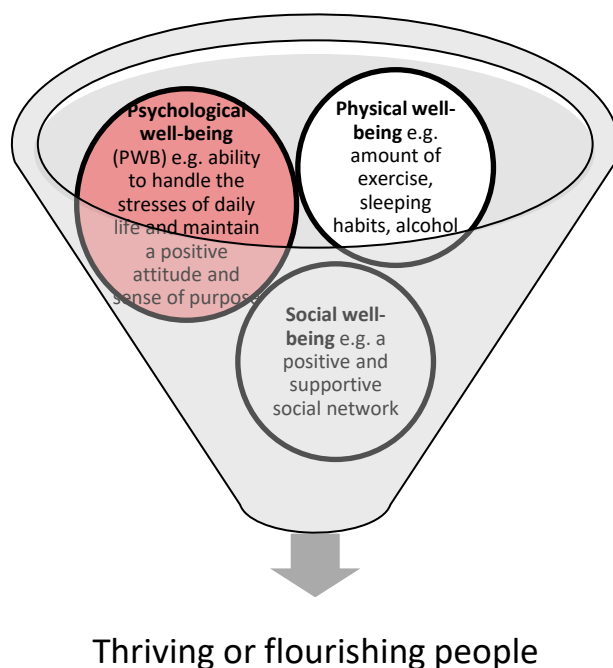 Psychological
well-being
(PWB) e.g. ability
to handle the
stresses of daily
life and maintain
a positive
attitude and
sense of purpose
Physical well-
being e.g.
amount of
exercise,
sleeping
habits, alcohol
Social well-
being e.g. a
positive and
supportive
social network
Thriving or flourishing people